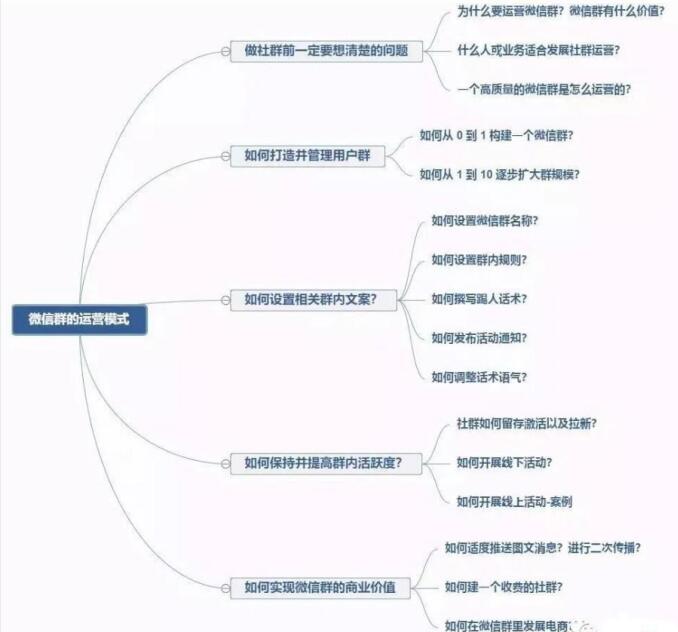 微信群的运营模式
做社群前一定要想清楚的问题
为什么要运营微信群？微信群有什么价值？
什么人或业务适合发展社群运营？
一个高质量的微信群是怎么运营的？
如何打造并管理用户群
如何从 0 到 1 构建一个微信群？
如何从 1 到 10 逐步扩大群规模？
如何设置相关群内文案？
如何设置微信群名称？
如何设置群内规则？
如何撰写踢人话术？
如何发布活动通知？
如何调整话术语气？
如何保持并提高群内活跃度？
社群如何留存激活以及拉新？
如何开展线下活动？
如何开展线上活动-案例
如何实现微信群的商业价值
如何适度推送图文消息？进行二次传播？
如何建一个收费的社群？
如何在微信群里发展电商